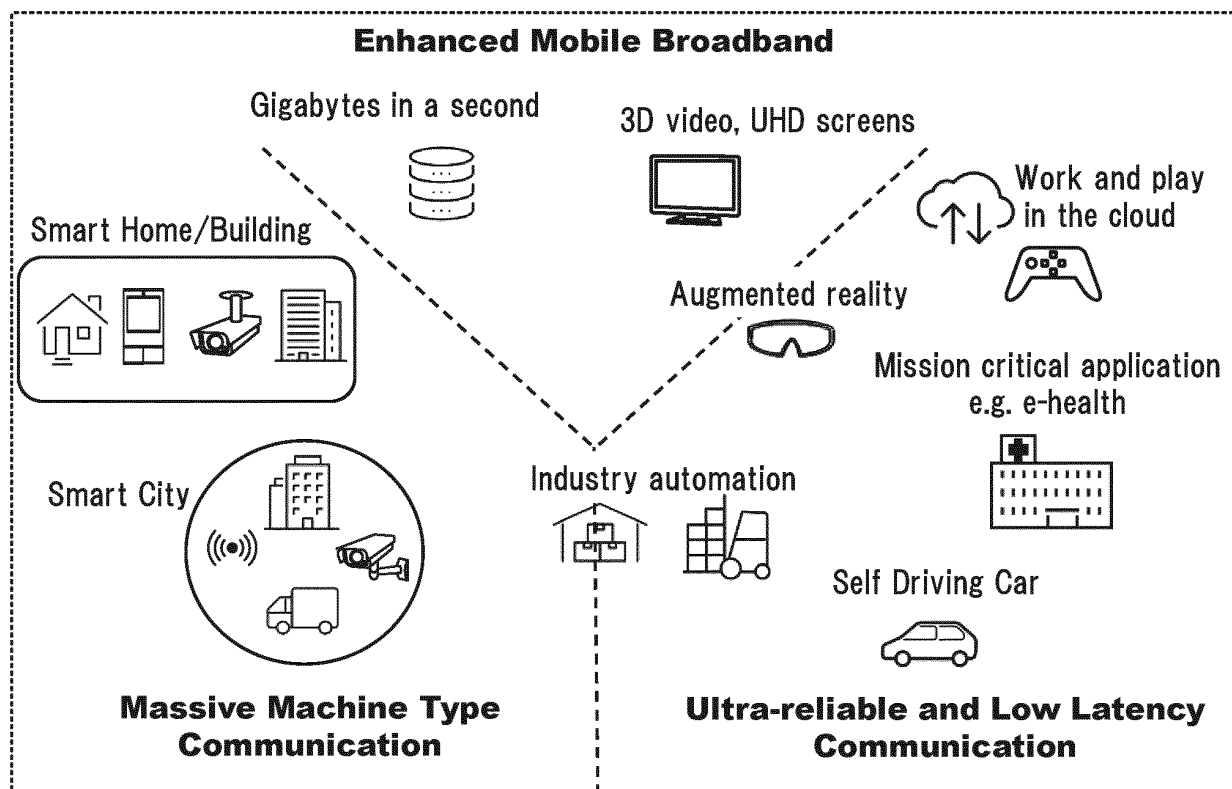 Enhanced Mobile Broadband
Gigabytes in a second
3D video, UHD screens
Work and play
in the cloud
Smart Home/Building
Augmented reality
Mission critical application
e.g. e-health
Industry automation
Smart City
Self Driving Car
Massive Machine Type
Communication
Ultra-reliable and Low Latency
Communication